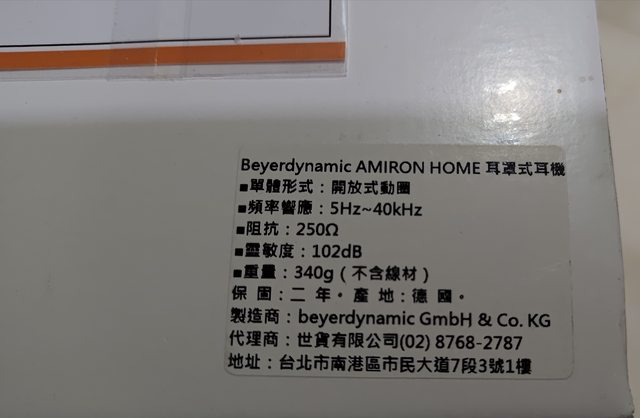 Beyerdynamic AMIRON HOME 耳罩式耳機
■單體形式：開放式動圈
■頻率響應：5Hz~40kHz
■阻抗：250Ω
■靈敏度：102dB
■重量：340g（不含線材）
保 固：二 年。產 地：德 國。
製造商：beyerdynamic GmbH & Co. KG
代理商：世貨有限公司(02) 8768-2787
地址：台北市南港區市民大道7段3號1樓